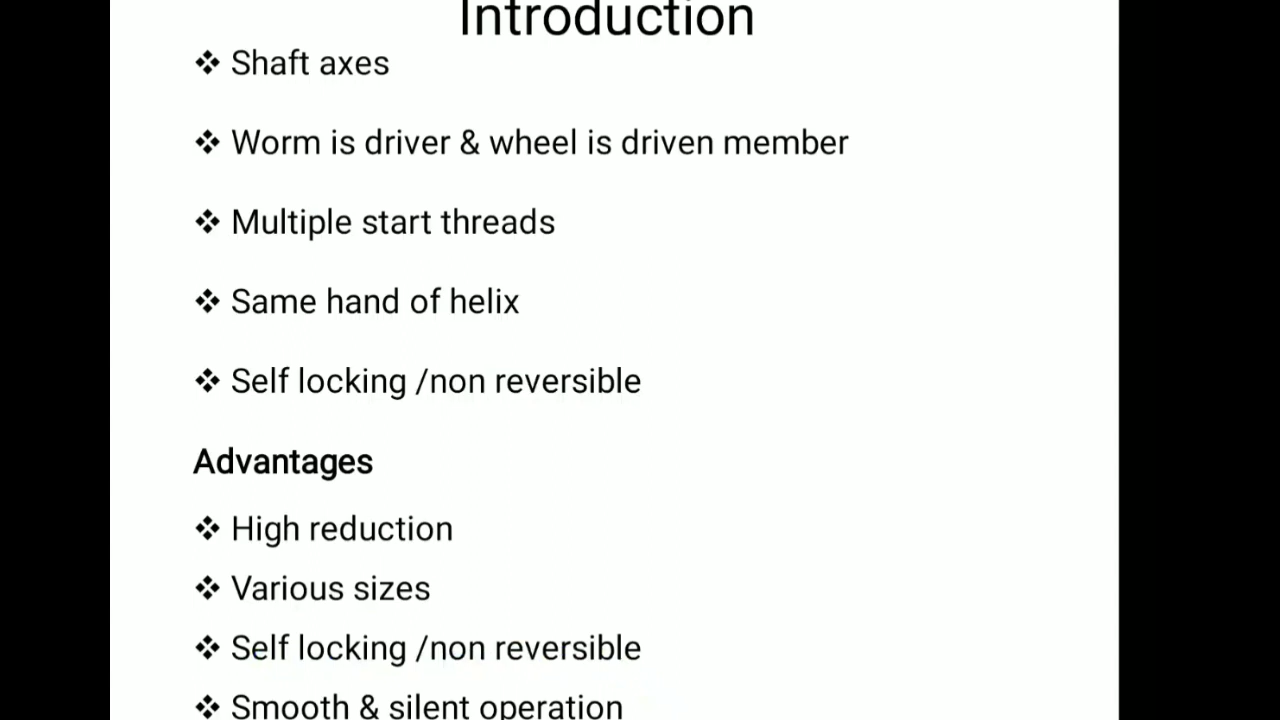 Introduction
❖ Shaft axes
❖ Worm is driver & wheel is driven member
❖ Multiple start threads
❖ Same hand of helix
❖ Self locking /non reversible
Advantages
❖ High reduction
❖ Various sizes
❖ Self locking /non reversible
❖ Smooth & silent operation